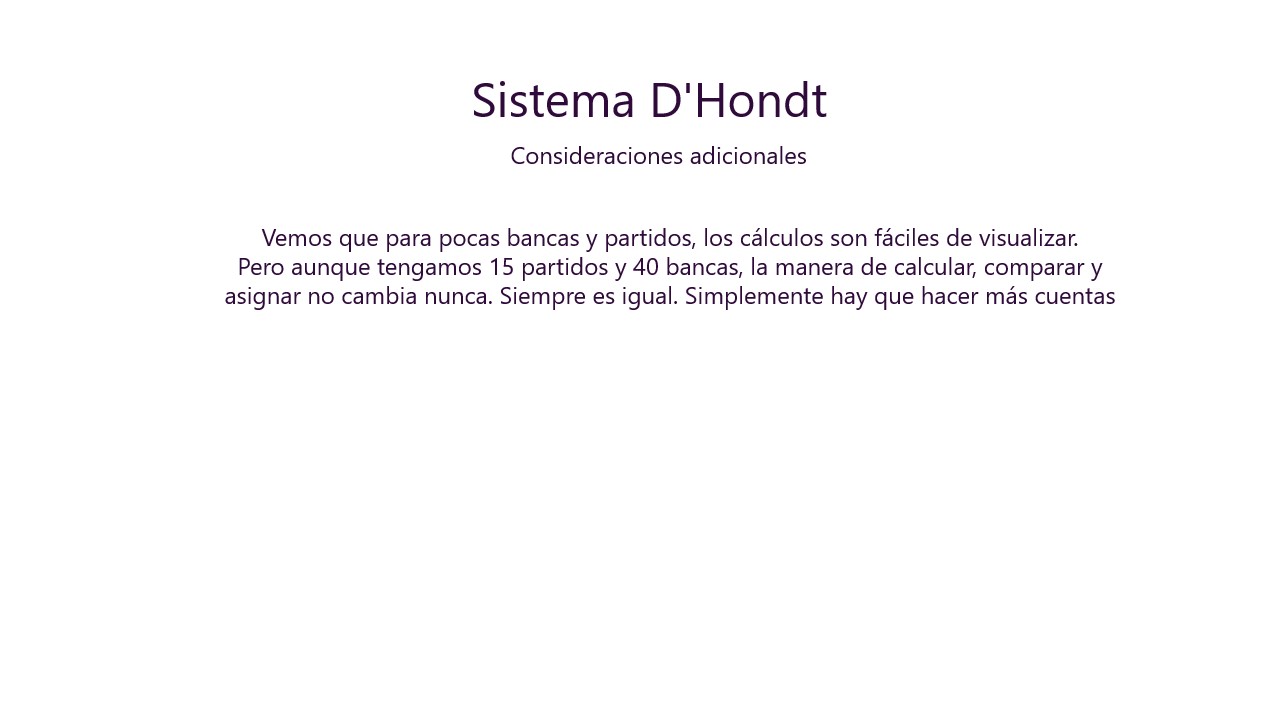 Sistema D'Hondt
Consideraciones adicionales
Vemos que para pocas bancas y partidos, los cálculos son fáciles de visualizar.
Pero aunque tengamos 15 partidos y 40 bancas, la manera de calcular, comparar y
asignar no cambia nunca. Siempre es igual. Simplemente hay que hacer más cuentas